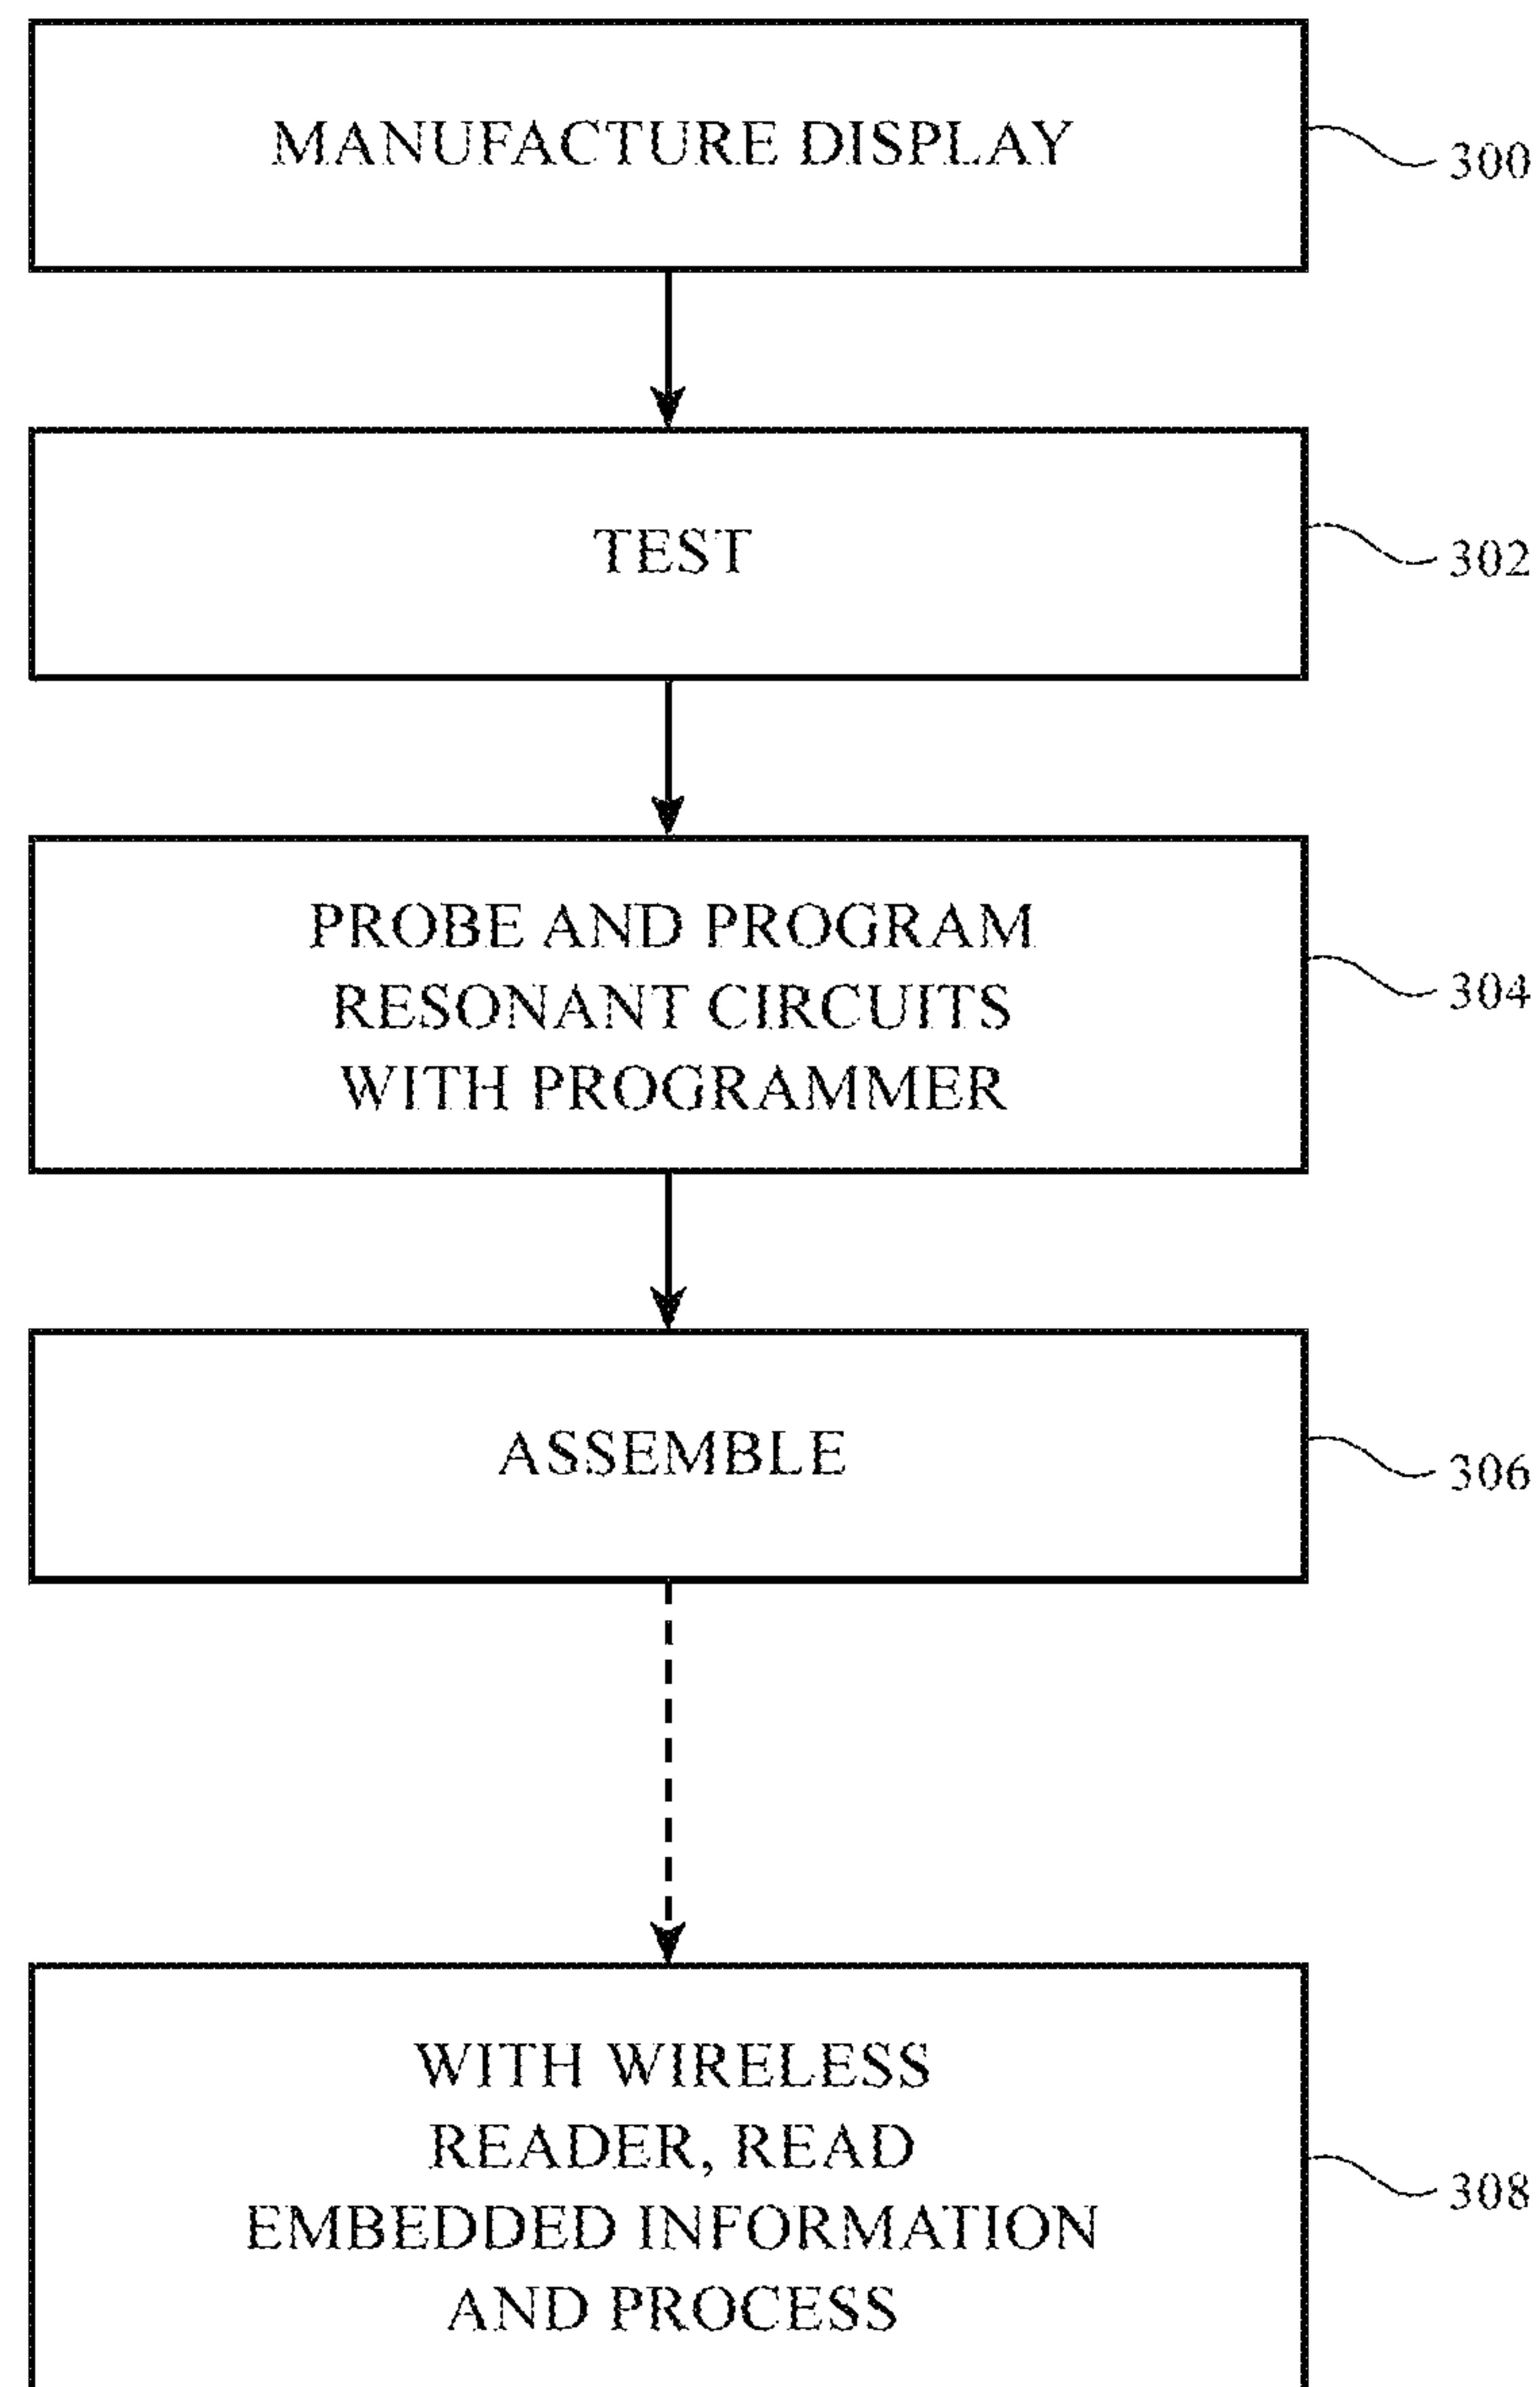 MANUFACTURE DISPLAY
300
TEST
302
PROBE AND PROGRAM
RESONANT CIRCUITS
WITH PROGRAMMER
304
ASSEMBLE
306
WITH WIRELESS
READER, READ
EMBEDDED INFORMATION
AND PROCESS
308